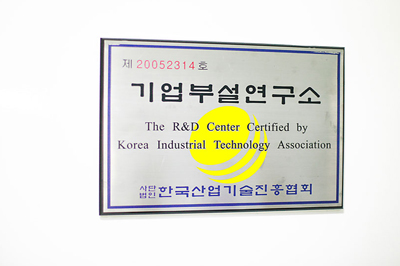 제 20052314 호
기업부설연구소
The R&D Center Certified by
Korea Industrial Technology Association
사단
법인 한국산업기술진흥협회